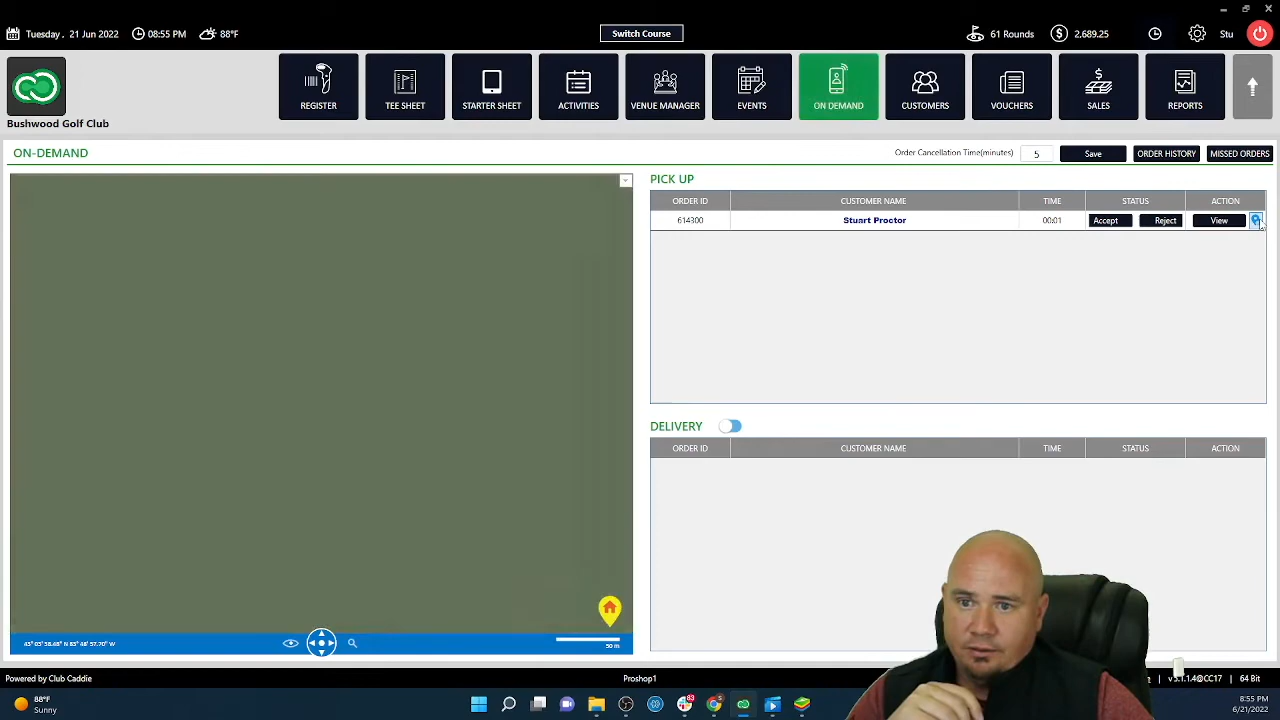 Tuesday, 21 Jun 2022 08:55 PM 88°F Switch Course 61 Rounds $ 2,689.25 Stu
REGISTER TEE SHEET STARTER SHEET ACTIVITIES VENUE MANAGER EVENTS ON DEMAND CUSTOMERS VOUCHERS SALES REPORTS
Bushwood Golf Club
ON-DEMAND Order Cancellation Time(minutes) 5 Save ORDER HISTORY MISSED ORDERS
PICK UP
ORDER ID CUSTOMER NAME TIME STATUS ACTION
614300 Stuart Proctor 00:01 Accept Reject View
DELIVERY
ORDER ID CUSTOMER NAME TIME STATUS ACTION
50 m
Powered by Club Caddie Proshop1 64 Bit
88°F
Sunny
83
5
8:55 PM
6/21/2022